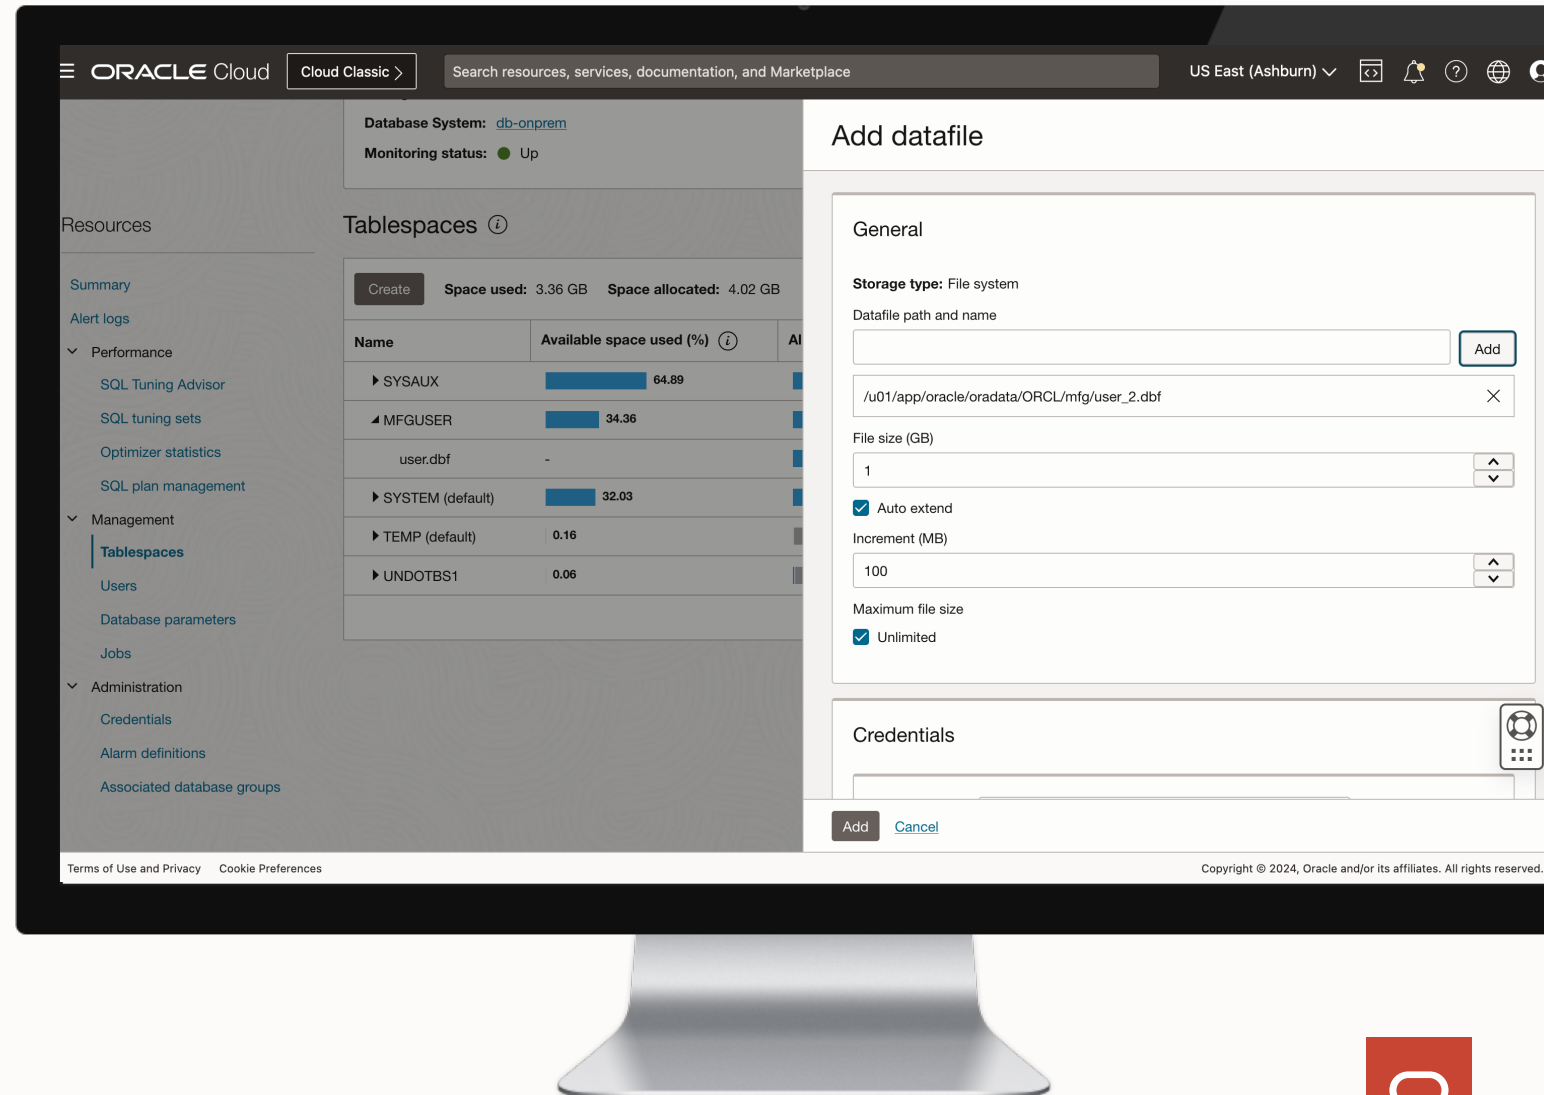 ORACLE Cloud
Cloud Classic
Search resources, services, documentation, and Marketplace
US East (Ashburn)
Database System: db-onprem
Monitoring status: Up
Resources
Summary
Alert logs
Performance
SQL Tuning Advisor
SQL tuning sets
Optimizer statistics
SQL plan management
Management
Tablespaces
Users
Database parameters
Jobs
Administration
Credentials
Alarm definitions
Associated database groups
Tablespaces
Create Space used: 3.36 GB Space allocated: 4.02 GB
Name Available space used (%) Al
SYSAUX 64.89
MFGUSER 34.36
user.dbf -
SYSTEM (default) 32.03
TEMP (default) 0.16
UNDOTBS1 0.06
Add datafile
General
Storage type: File system
Datafile path and name
Add
/u01/app/oracle/oradata/ORCL/mfg/user_2.dbf
File size (GB)
1
Auto extend
Increment (MB)
100
Maximum file size
Unlimited
Credentials
Add Cancel
Terms of Use and Privacy Cookie Preferences
Copyright © 2024, Oracle and/or its affiliates. All rights reserved.